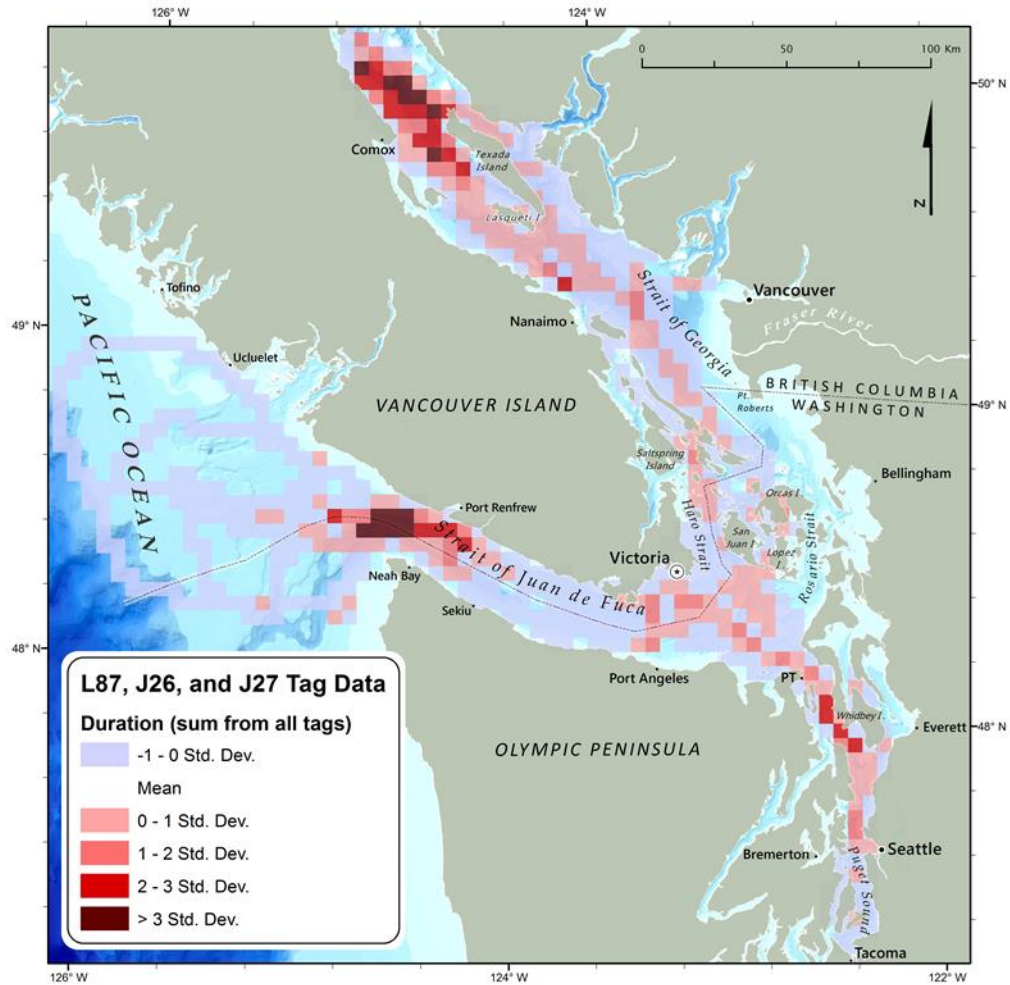 126° W
124° W
0 50 100 Km
50° N
N
Comox
Texada
Island
Lasqueti I
Tofino
Strait of Georgia
Vancouver
Fraser River
49° N
Nanaimo
Ucluelet
PACIFIC OCEAN
VANCOUVER ISLAND
BRITISH COLUMBIA
WASHINGTON
Pt.
Roberts
49° N
Saltspring
Island
Bellingham
Orcas I
Haro Strait
San
Juan I
Lopez
I
Rosario Strait
Port Renfrew
Strait of Juan de Fuca
Victoria
Neah Bay
Sekiu
48° N
Port Angeles
PT
Whidbey I
Everett
48° N
OLYMPIC PENINSULA
Bremerton
Seattle
Puget Sound
Tacoma
L87, J26, and J27 Tag Data
Duration (sum from all tags)
-1 - 0 Std. Dev.
Mean
0 - 1 Std. Dev.
1 - 2 Std. Dev.
2 - 3 Std. Dev.
> 3 Std. Dev.
126° W
124° W
122° W